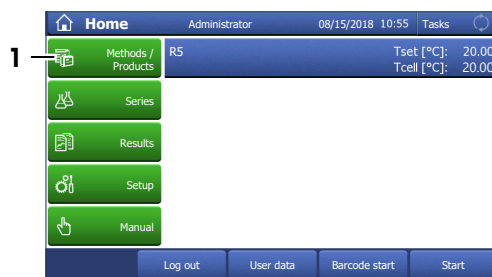 Home Administrator 08/15/2018 10:55 Tasks
1
Methods /
Products
R5 Tset [°C]: 20.00
Tcell [°C]: 20.00
Series
Results
Setup
Manual
Log out User data Barcode start Start